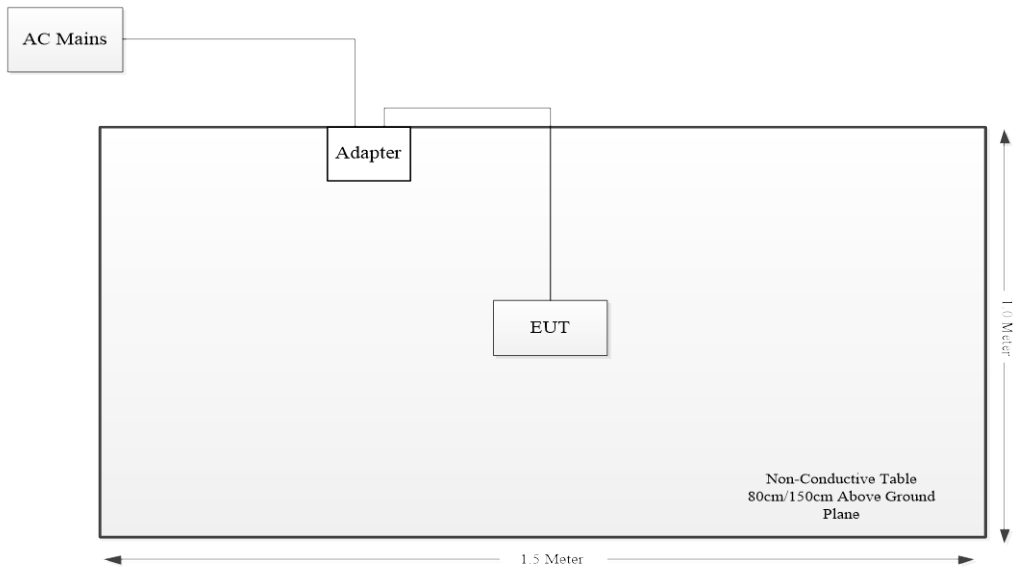 AC Mains
Adapter
EUT
1.0 Meter
Non-Conductive Table
80cm/150cm Above Ground
Plane
1.5 Meter